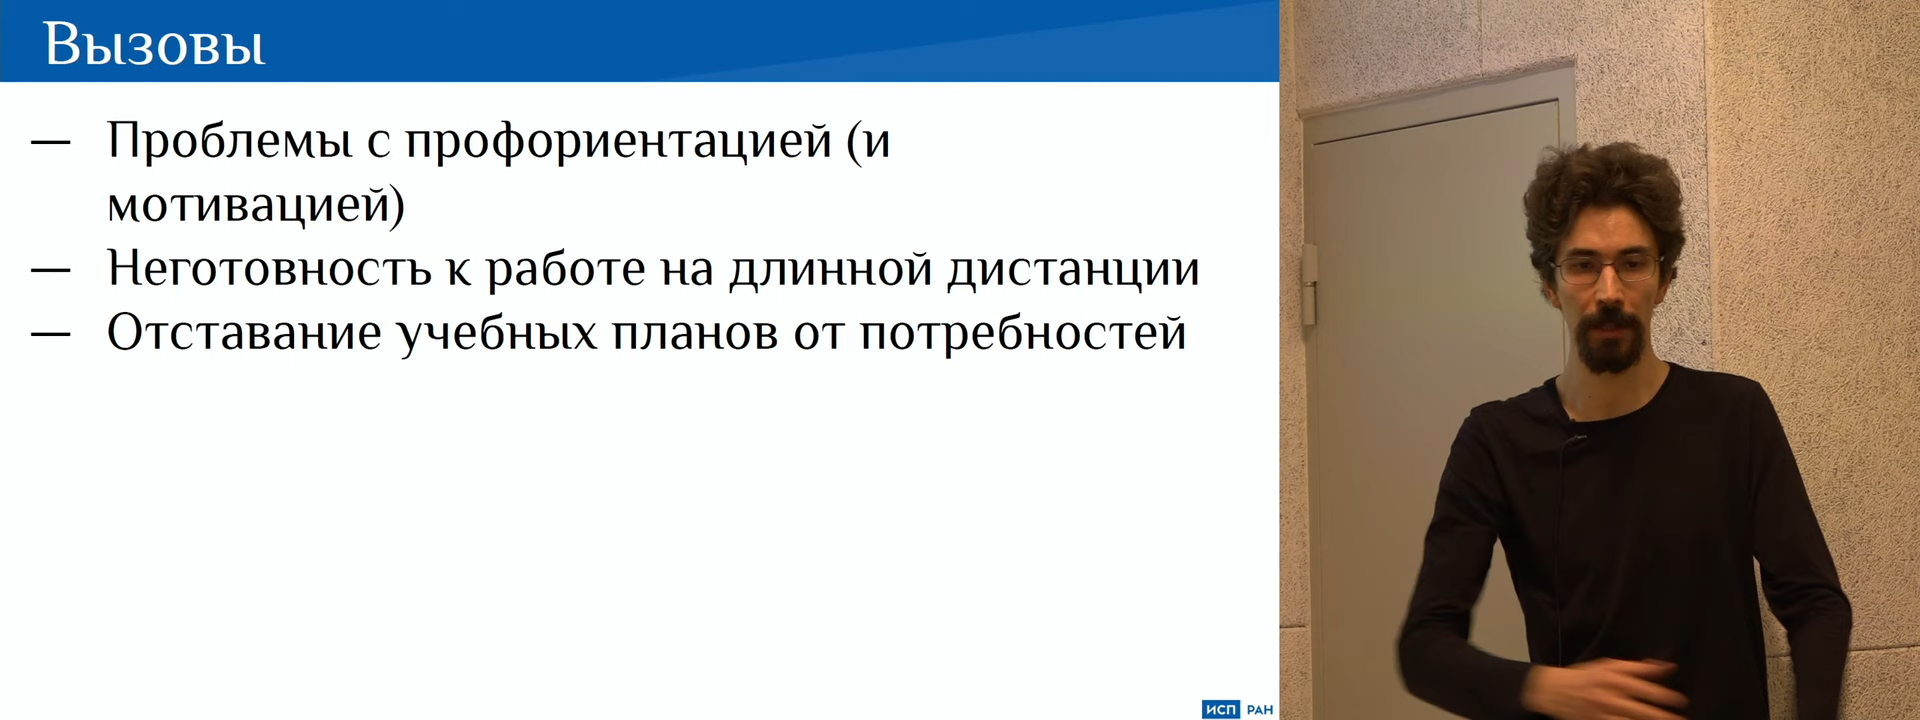 Вызовы
— Проблемы с профориентацией (и
мотивацией)
— Неготовность к работе на длинной дистанции
— Отставание учебных планов от потребностей
ИСП РАН